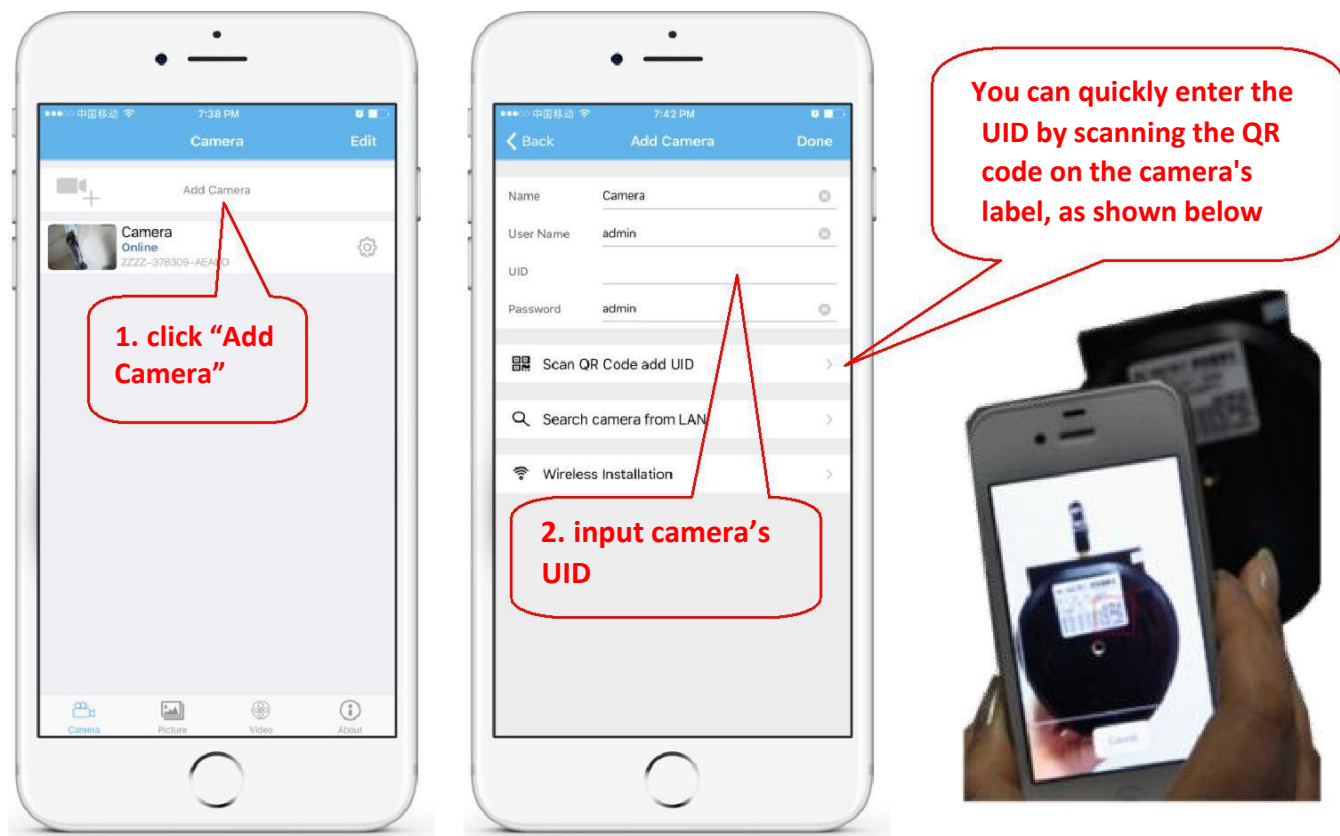 中国移动
7:38 PM
Camera
Edit
Add Camera
Camera
Online
ZZZZ-378309-AEA
1. click “Add
Camera”
Camera
Picture
Video
About
中国移动
7:42 PM
Back
Add Camera
Done
Name
Camera
User Name
admin
UID
Password
admin
Scan QR Code add UID
Search camera from LAN
Wireless Installation
2. input camera’s
UID
You can quickly enter the
UID by scanning the QR
code on the camera's
label, as shown below
Cancel